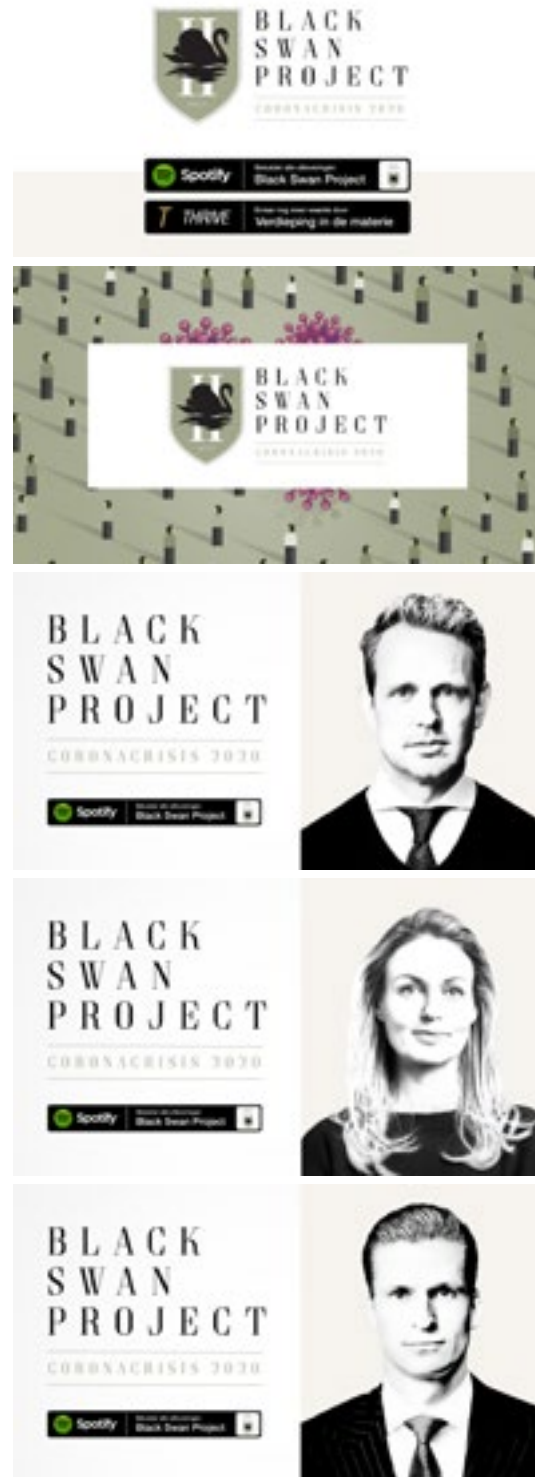 BLACK
SWAN
PROJECT
CORONACRISIS 2020
Spotify
Black Swan Project
THRIVE
Verdieping in de materie
BLACK
SWAN
PROJECT
CORONACRISIS 2020
BLACK
SWAN
PROJECT
CORONACRISIS 2020
Spotify
Black Swan Project
BLACK
SWAN
PROJECT
CORONACRISIS 2020
Spotify
Black Swan Project
BLACK
SWAN
PROJECT
CORONACRISIS 2020
Spotify
Black Swan Project